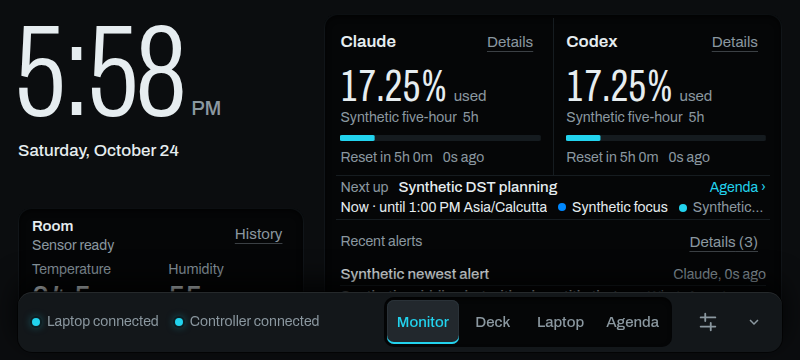 5:58 PM
Saturday, October 24
Room
Sensor ready
History
Temperature Humidity
Claude Details
17.25% used
Synthetic five-hour 5h
Reset in 5h 0m 0s ago
Codex Details
17.25% used
Synthetic five-hour 5h
Reset in 5h 0m 0s ago
Next up Synthetic DST planning Agenda ›
Now · until 1:00 PM Asia/Calcutta Synthetic focus Synthetic...
Recent alerts Details (3)
Synthetic newest alert Claude, 0s ago
Laptop connected Controller connected Monitor Deck Laptop Agenda